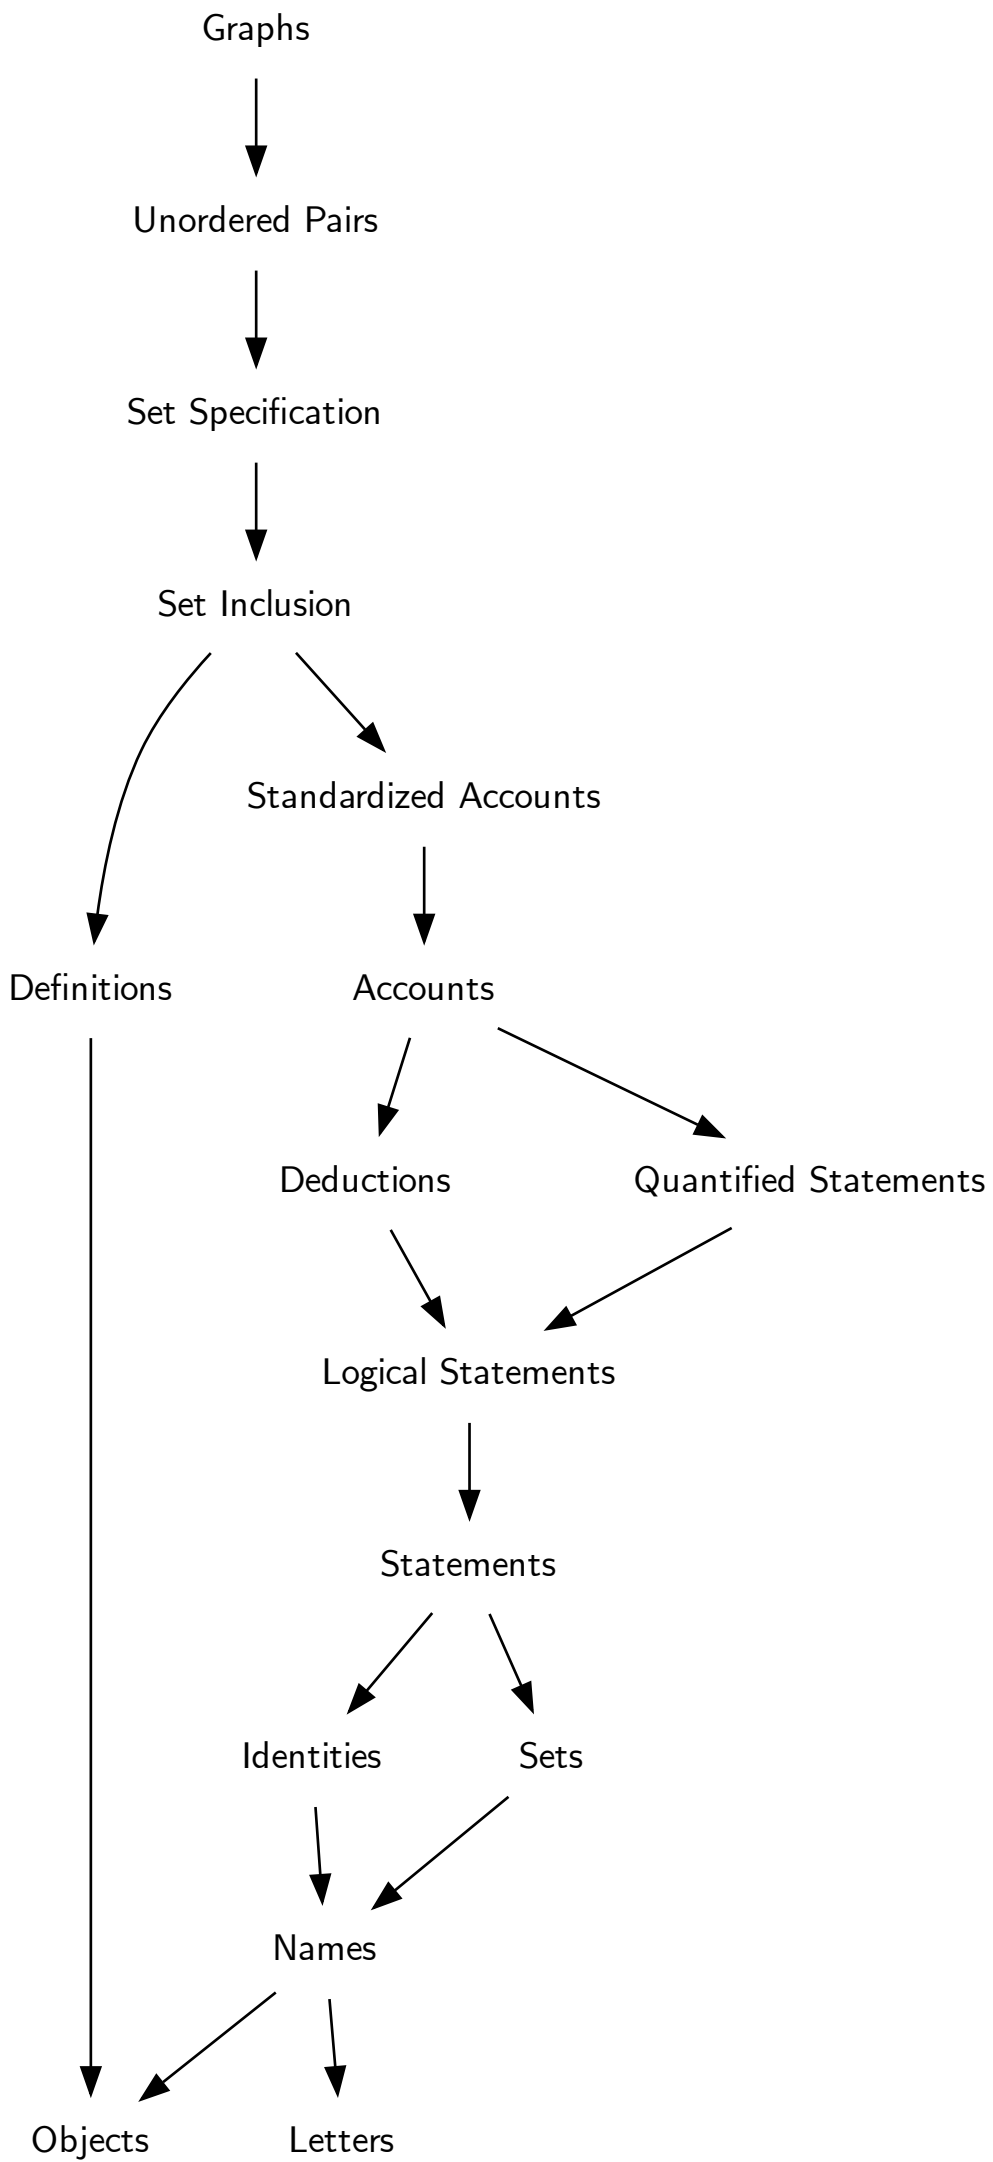 Graphs
Unordered Pairs
Set Specification
Set Inclusion
Standardized Accounts
Definitions
Accounts
Deductions
Quantified Statements
Logical Statements
Statements
Identities
Sets
Names
Objects
Letters